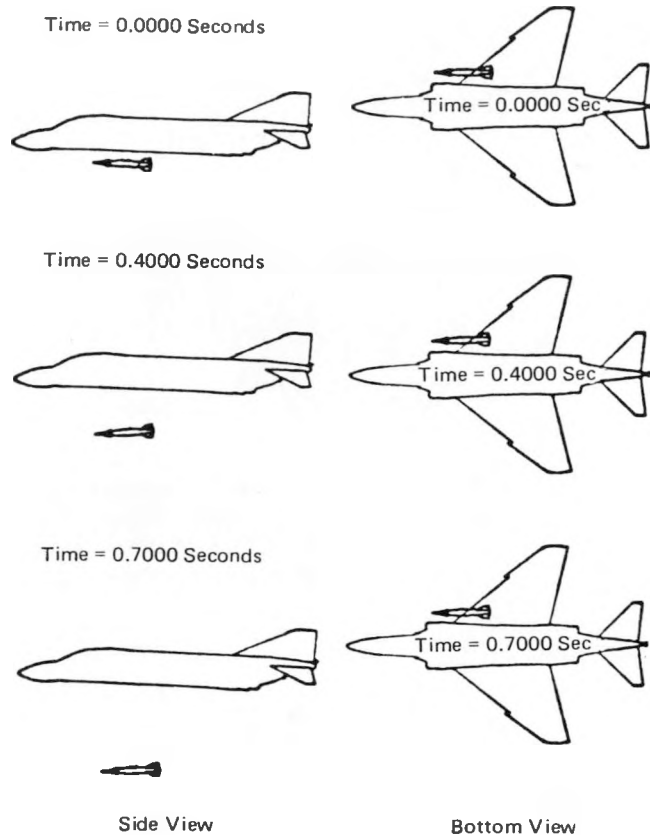 Time = 0.0000 Seconds
Time = 0.0000 Sec
Time = 0.4000 Seconds
Time = 0.4000 Sec
Time = 0.7000 Seconds
Time = 0.7000 Sec
Side View
Bottom View